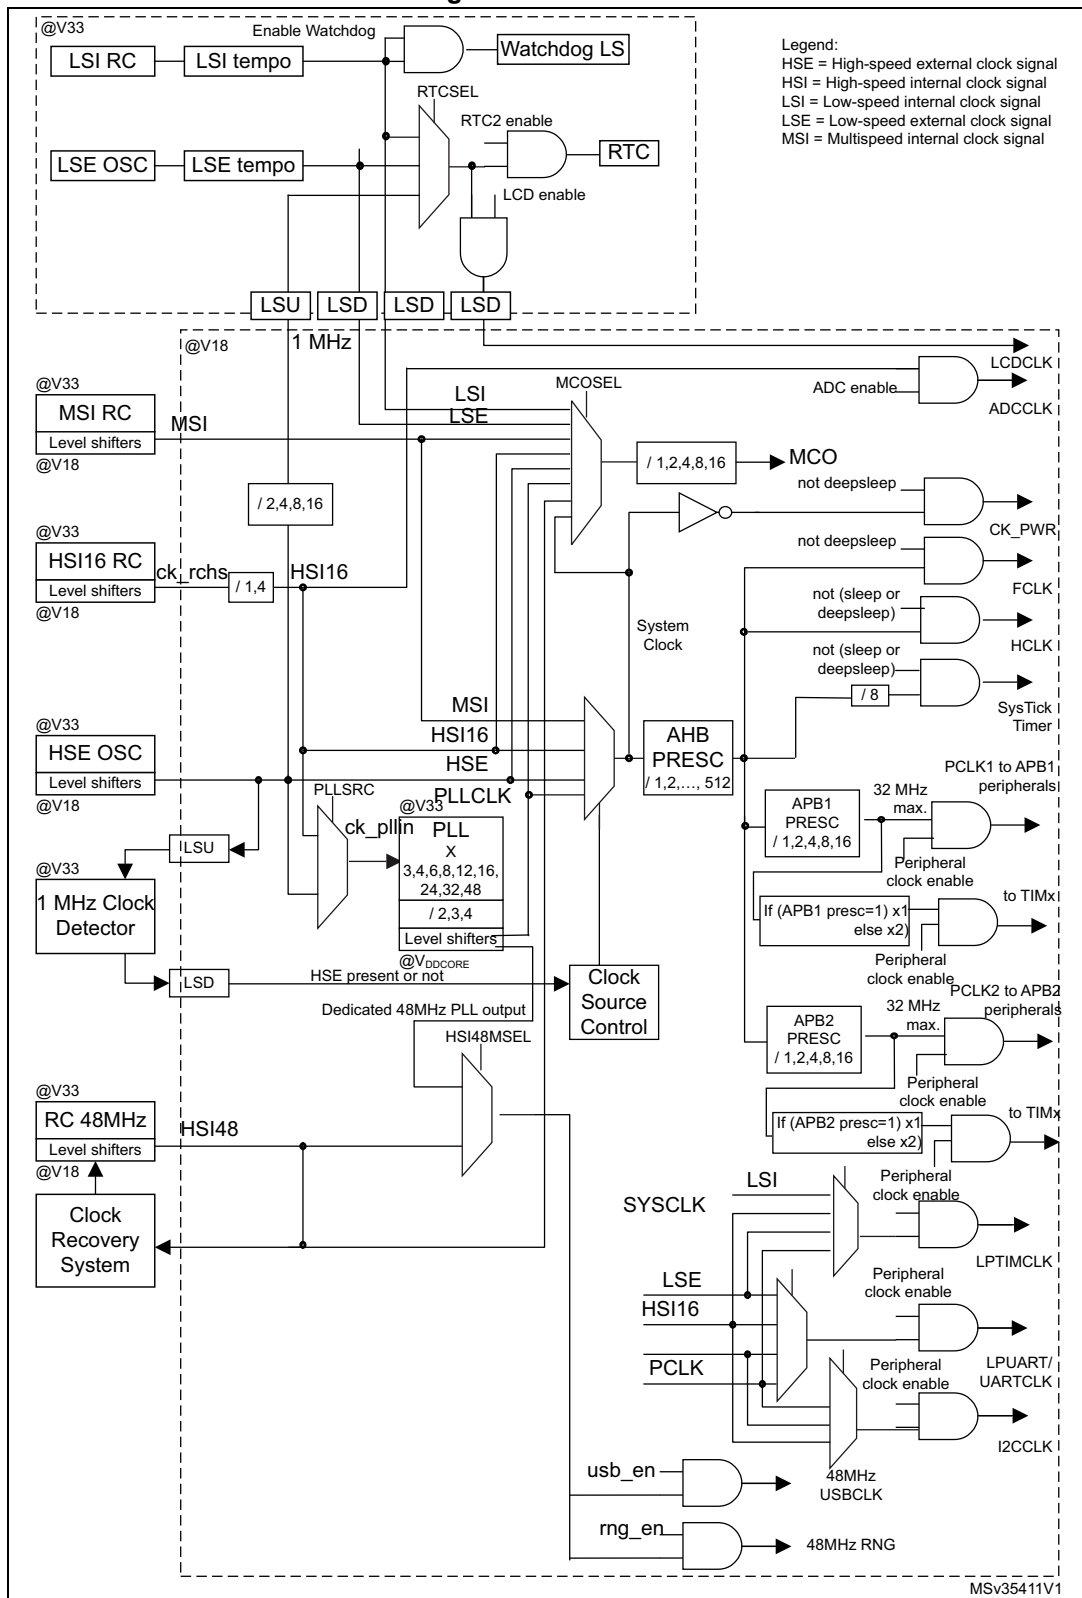 @V33
Enable Watchdog
LSI RC
LSI tempo
Watchdog LS
Legend:
HSE = High-speed external clock signal
HSI = High-speed internal clock signal
LSI = Low-speed internal clock signal
LSE = Low-speed external clock signal
MSI = Multispeed internal clock signal
RTCSEL
RTC2 enable
LSE OSC
LSE tempo
RTC
LCD enable
LSU
LSD
LSD
LSD
1 MHz
@V18
LCDCLK
@V33
MSI RC
Level shifters
@V18
MSI
LSI
LSE
MCOSEL
ADC enable
ADCCLK
/ 1,2,4,8,16
MCO
/ 2,4,8,16
not deepsleep
CK_PWR
@V33
HSI16 RC
Level shifters
@V18
ck_rchs
/ 1,4
HSI16
not deepsleep
FCLK
not (sleep or
deepsleep)
HCLK
System
Clock
not (sleep or
deepsleep)
/ 8
SysTick
Timer
@V33
HSE OSC
Level shifters
@V18
MSI
HSI16
HSE
PLLCLK
AHB
PRESC
/ 1,2,..., 512
PCLK1 to APB1
peripherals
PLLSRC
ck_pllin
@V33
PLL
X
3,4,6,8,12,16,
24,32,48
/ 2,3,4
Level shifters
@VDDCORE
APB1
PRESC
/ 1,2,4,8,16
32 MHz
max.
Peripheral
clock enable
LSU
@V33
1 MHz Clock
Detector
LSD
HSE present or not
Clock
Source
Control
If (APB1 presc=1) x1
else x2)
to TIMx
Peripheral
clock enable
Dedicated 48MHz PLL output
HSI48MSEL
APB2
PRESC
/ 1,2,4,8,16
32 MHz
max.
PCLK2 to APB2
peripherals
Peripheral
clock enable
@V33
RC 48MHz
Level shifters
@V18
HSI48
If (APB2 presc=1) x1
else x2)
to TIMx
Peripheral
clock enable
Clock
Recovery
System
LSI
SYSCLK
LPTIMCLK
LSE
HSI16
PCLK
Peripheral
clock enable
LPUART/
UARTCLK
Peripheral
clock enable
I2CCLK
usb_en
48MHz
USBCLK
rng_en
48MHz RNG
MSv35411V1